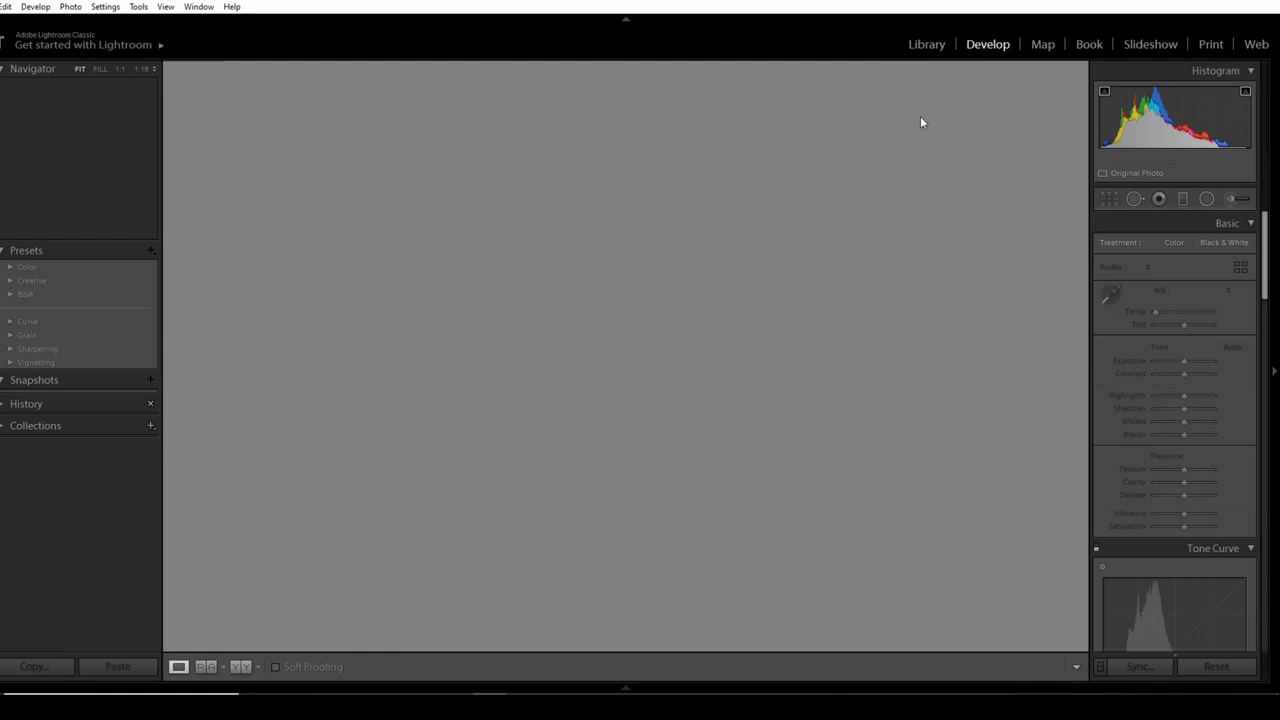 Edit Develop Photo Settings Tools View Window Help
Adobe Lightroom Classic
Get started with Lightroom
Library Develop Map Book Slideshow Print Web
Navigator FIT FILL 1:1 1:16
Presets
Color
Creative
B&W
Curve
Grain
Sharpening
Vignetting
Snapshots
History
Collections
Copy... Paste
Soft Proofing
Histogram
Original Photo
Basic
Treatment : Color Black & White
Profile :
WB :
Temp
Tint
Tone Auto
Exposure
Contrast
Highlights
Shadows
Whites
Blacks
Presence
Texture
Clarity
Dehaze
Vibrance
Saturation
Tone Curve
Sync... Reset